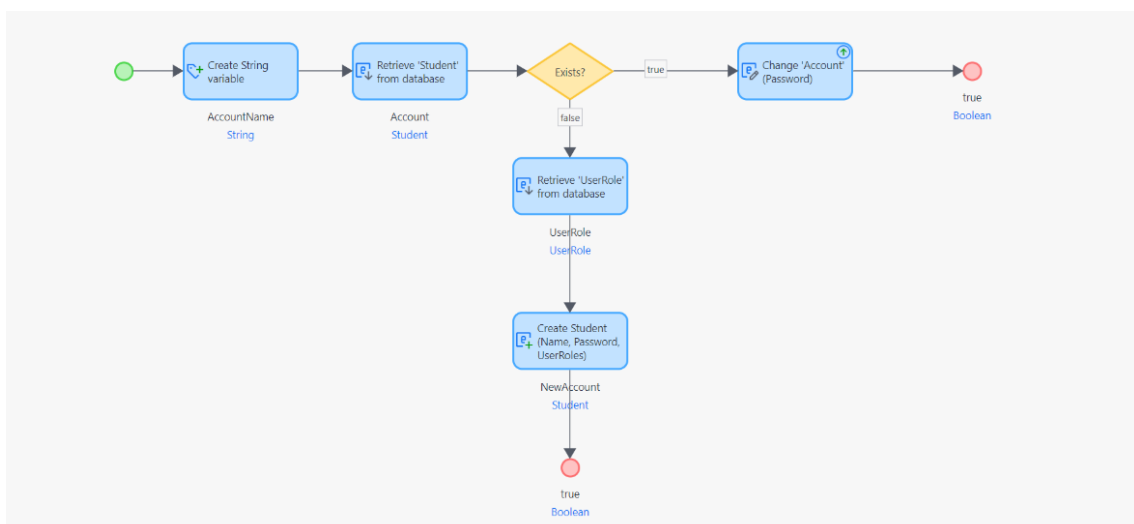 Create String
variable
AccountName
String
Retrieve 'Student'
from database
Account
Student
Exists?
true
Change 'Account'
(Password)
true
Boolean
false
Retrieve 'UserRole'
from database
UserRole
UserRole
Create Student
(Name, Password,
UserRoles)
NewAccount
Student
true
Boolean